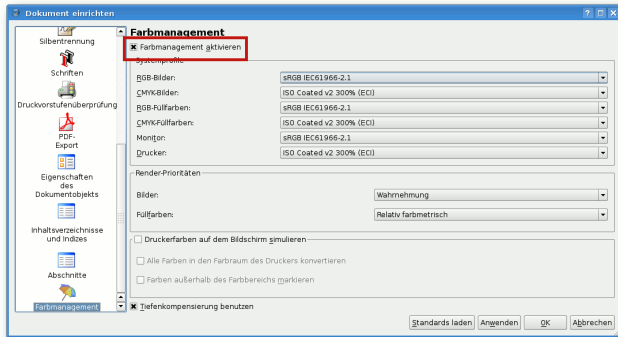 Dokument einrichten
Silbentrennung
Schriften
Druckvorstufenüberprüfung
PDF-
Export
Eigenschaften
des
Dokumentobjekts
Inhaltsverzeichnisse
und Indizes
Abschnitte
Farbmanagement
Farbmanagement
Farbmanagement aktivieren
Systemprofile
RGB-Bilder: sRGB IEC61966-2.1
CMYK-Bilder: ISO Coated v2 300% (ECI)
RGB-Füllfarben: sRGB IEC61966-2.1
CMYK-Füllfarben: ISO Coated v2 300% (ECI)
Monitor: sRGB IEC61966-2.1
Drucker: ISO Coated v2 300% (ECI)
Render-Prioritäten
Bilder: Wahrnehmung
Füllfarben: Relativ farbmetrisch
Druckerfarben auf dem Bildschirm simulieren
Alle Farben in den Farbraum des Druckers konvertieren
Farben außerhalb des Farbbereichs markieren
Tiefenkompensierung benutzen
Standards laden Anwenden OK Abbrechen